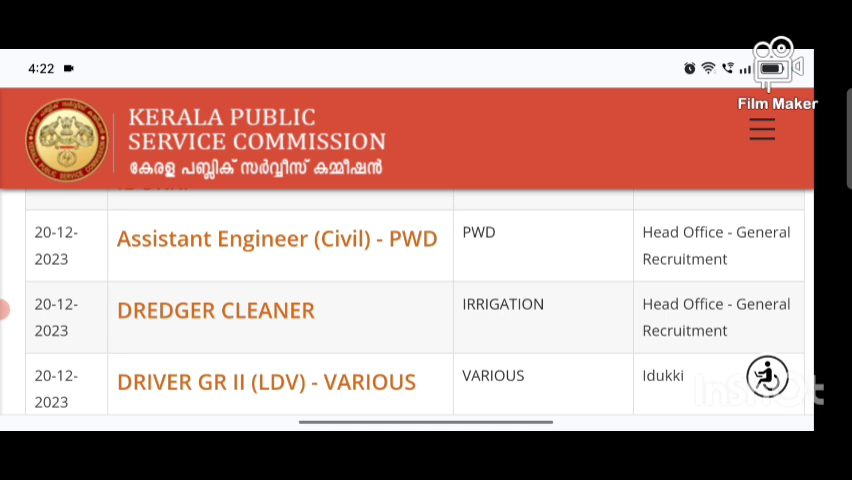 4:22
Film Maker
KERALA PUBLIC
SERVICE COMMISSION
കേരള പബ്ലിക് സർവ്വീസ് കമ്മീഷൻ
20-12-
2023
Assistant Engineer (Civil) - PWD
PWD
Head Office - General
Recruitment
20-12-
2023
DREDGER CLEANER
IRRIGATION
Head Office - General
Recruitment
20-12-
2023
DRIVER GR II (LDV) - VARIOUS
VARIOUS
Idukki
InShOt